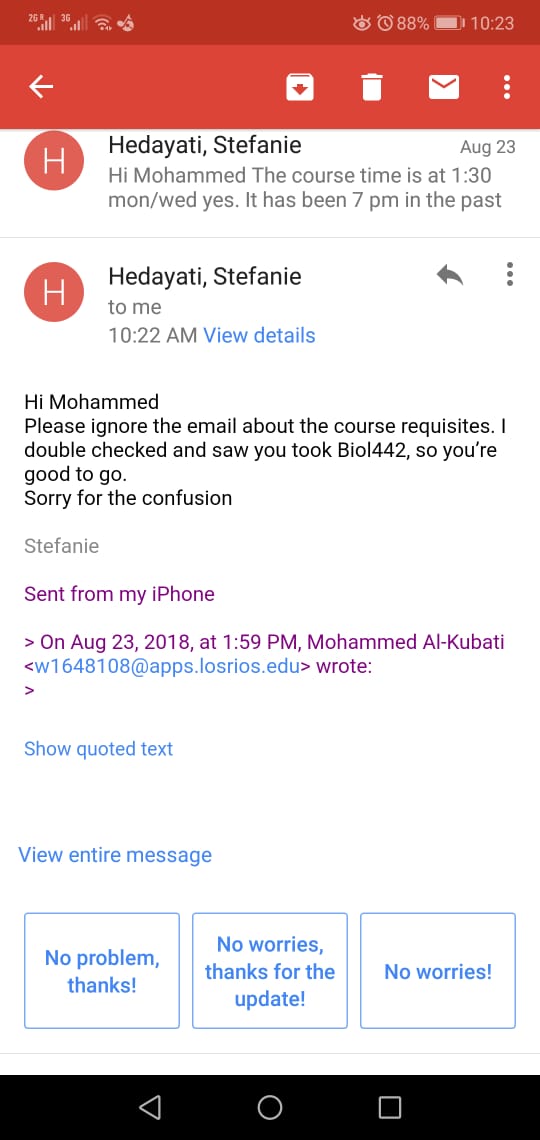 2G R 3G 88% 10:23
H Hedayati, Stefanie Aug 23
Hi Mohammed The course time is at 1:30
mon/wed yes. It has been 7 pm in the past
H Hedayati, Stefanie
to me
10:22 AM View details
Hi Mohammed
Please ignore the email about the course requisites. I
double checked and saw you took Biol442, so you’re
good to go.
Sorry for the confusion
Stefanie
Sent from my iPhone
> On Aug 23, 2018, at 1:59 PM, Mohammed Al-Kubati
<w1648108@apps.losrios.edu> wrote:
>
Show quoted text
View entire message
No problem,
thanks!
No worries,
thanks for the
update!
No worries!